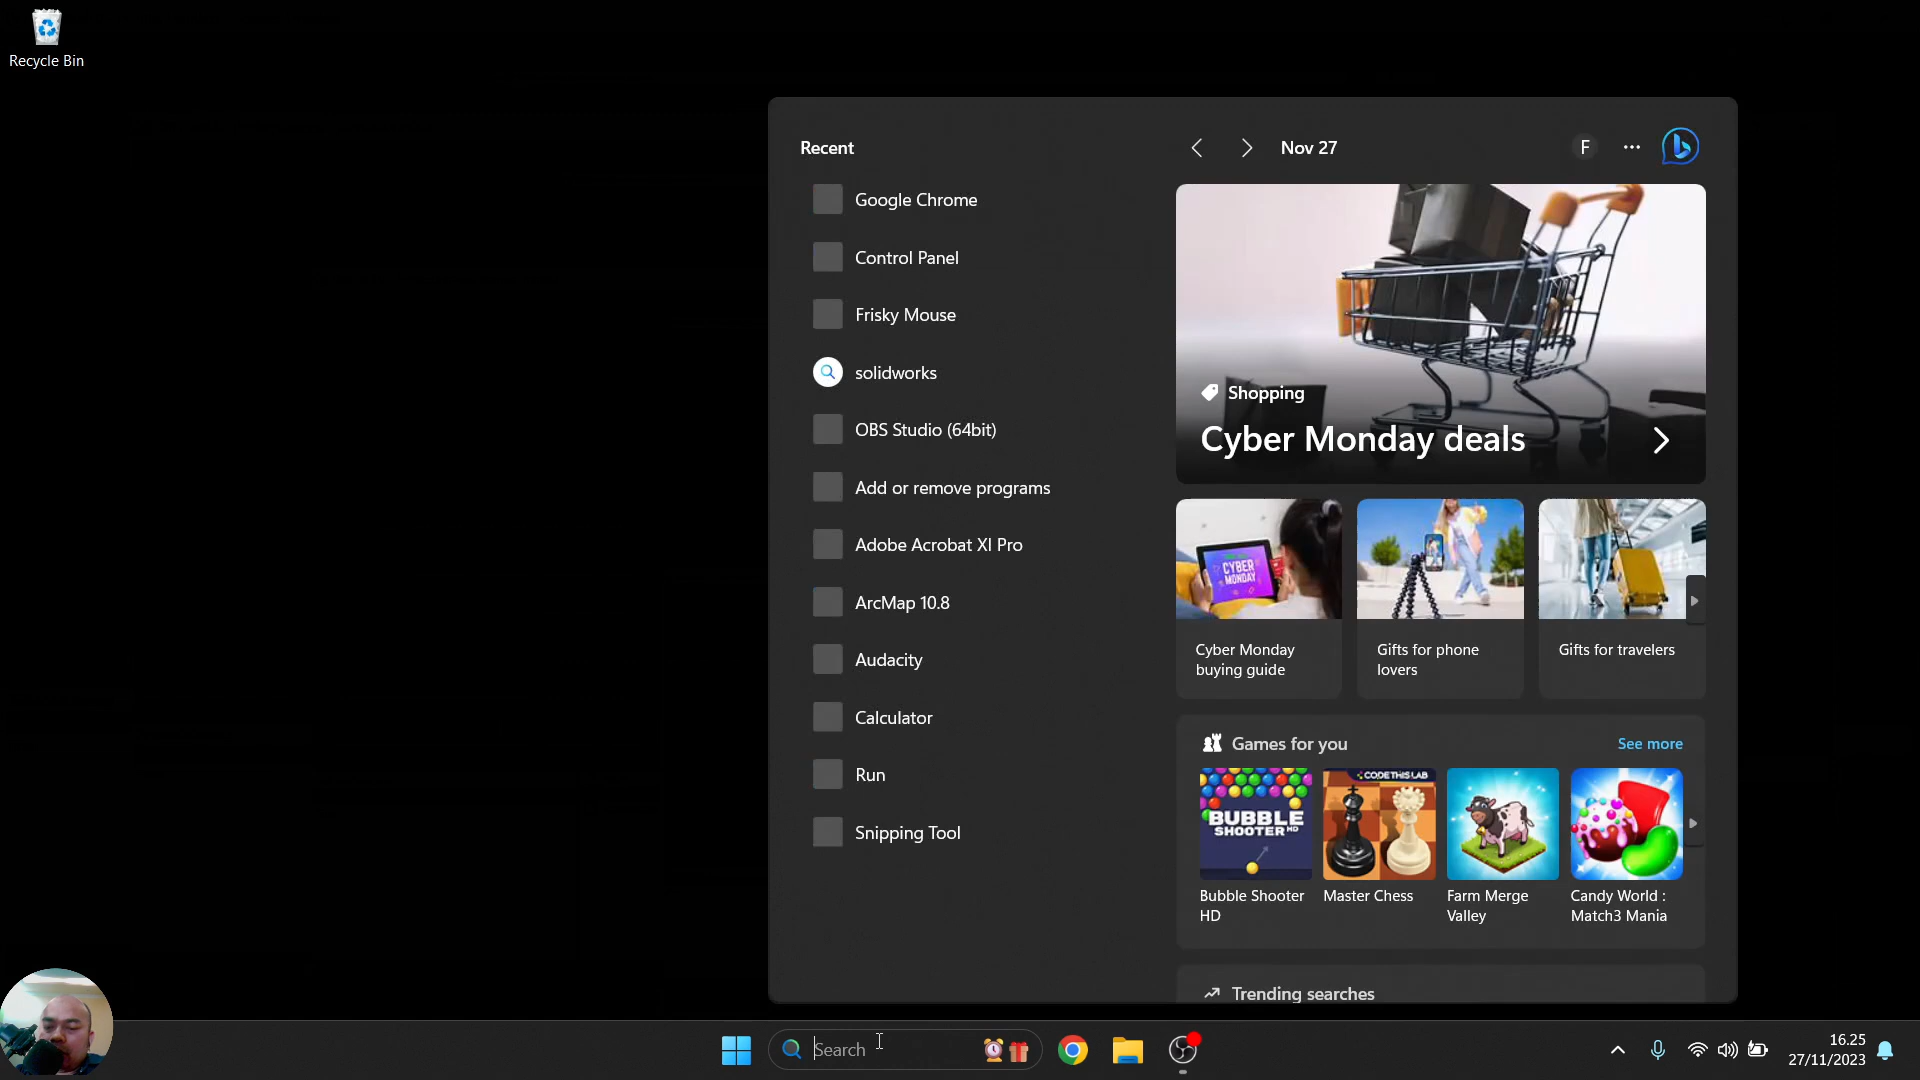 Recycle Bin
Recent
Google Chrome
Control Panel
Frisky Mouse
solidworks
OBS Studio (64bit)
Add or remove programs
Adobe Acrobat XI Pro
ArcMap 10.8
Audacity
Calculator
Run
Snipping Tool
Nov 27
F
Shopping
Cyber Monday deals
CYBER
MONDAY
Cyber Monday
buying guide
Gifts for phone
lovers
Gifts for travelers
Games for you
See more
BUBBLE
SHOOTER HD
CODETHISLAB
Bubble Shooter
HD
Master Chess
Farm Merge
Valley
Candy World :
Match3 Mania
Trending searches
Search
16.25
27/11/2023